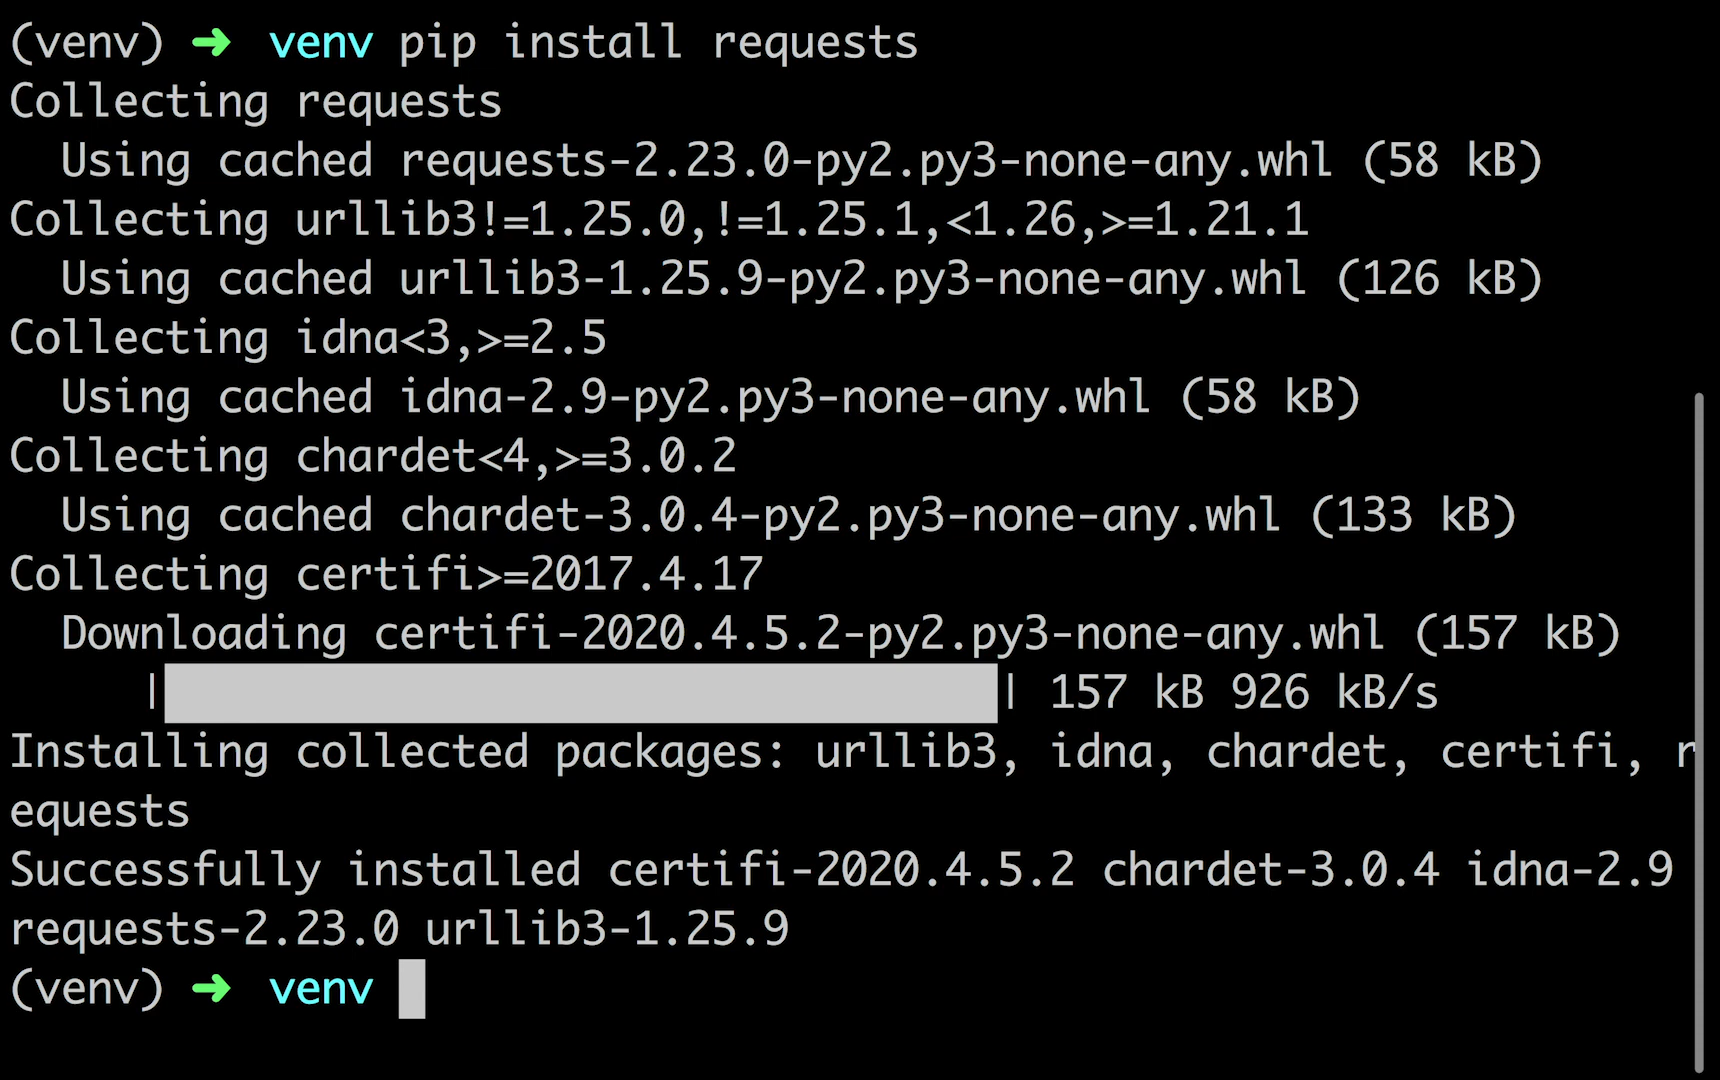 (venv) ➜ venv pip install requests
Collecting requests
  Using cached requests-2.23.0-py2.py3-none-any.whl (58 kB)
Collecting urllib3!=1.25.0,!=1.25.1,<1.26,>=1.21.1
  Using cached urllib3-1.25.9-py2.py3-none-any.whl (126 kB)
Collecting idna<3,>=2.5
  Using cached idna-2.9-py2.py3-none-any.whl (58 kB)
Collecting chardet<4,>=3.0.2
  Using cached chardet-3.0.4-py2.py3-none-any.whl (133 kB)
Collecting certifi>=2017.4.17
  Downloading certifi-2020.4.5.2-py2.py3-none-any.whl (157 kB)
     |████████████████████████████████| 157 kB 926 kB/s
Installing collected packages: urllib3, idna, chardet, certifi, r
equests
Successfully installed certifi-2020.4.5.2 chardet-3.0.4 idna-2.9
requests-2.23.0 urllib3-1.25.9
(venv) ➜ venv